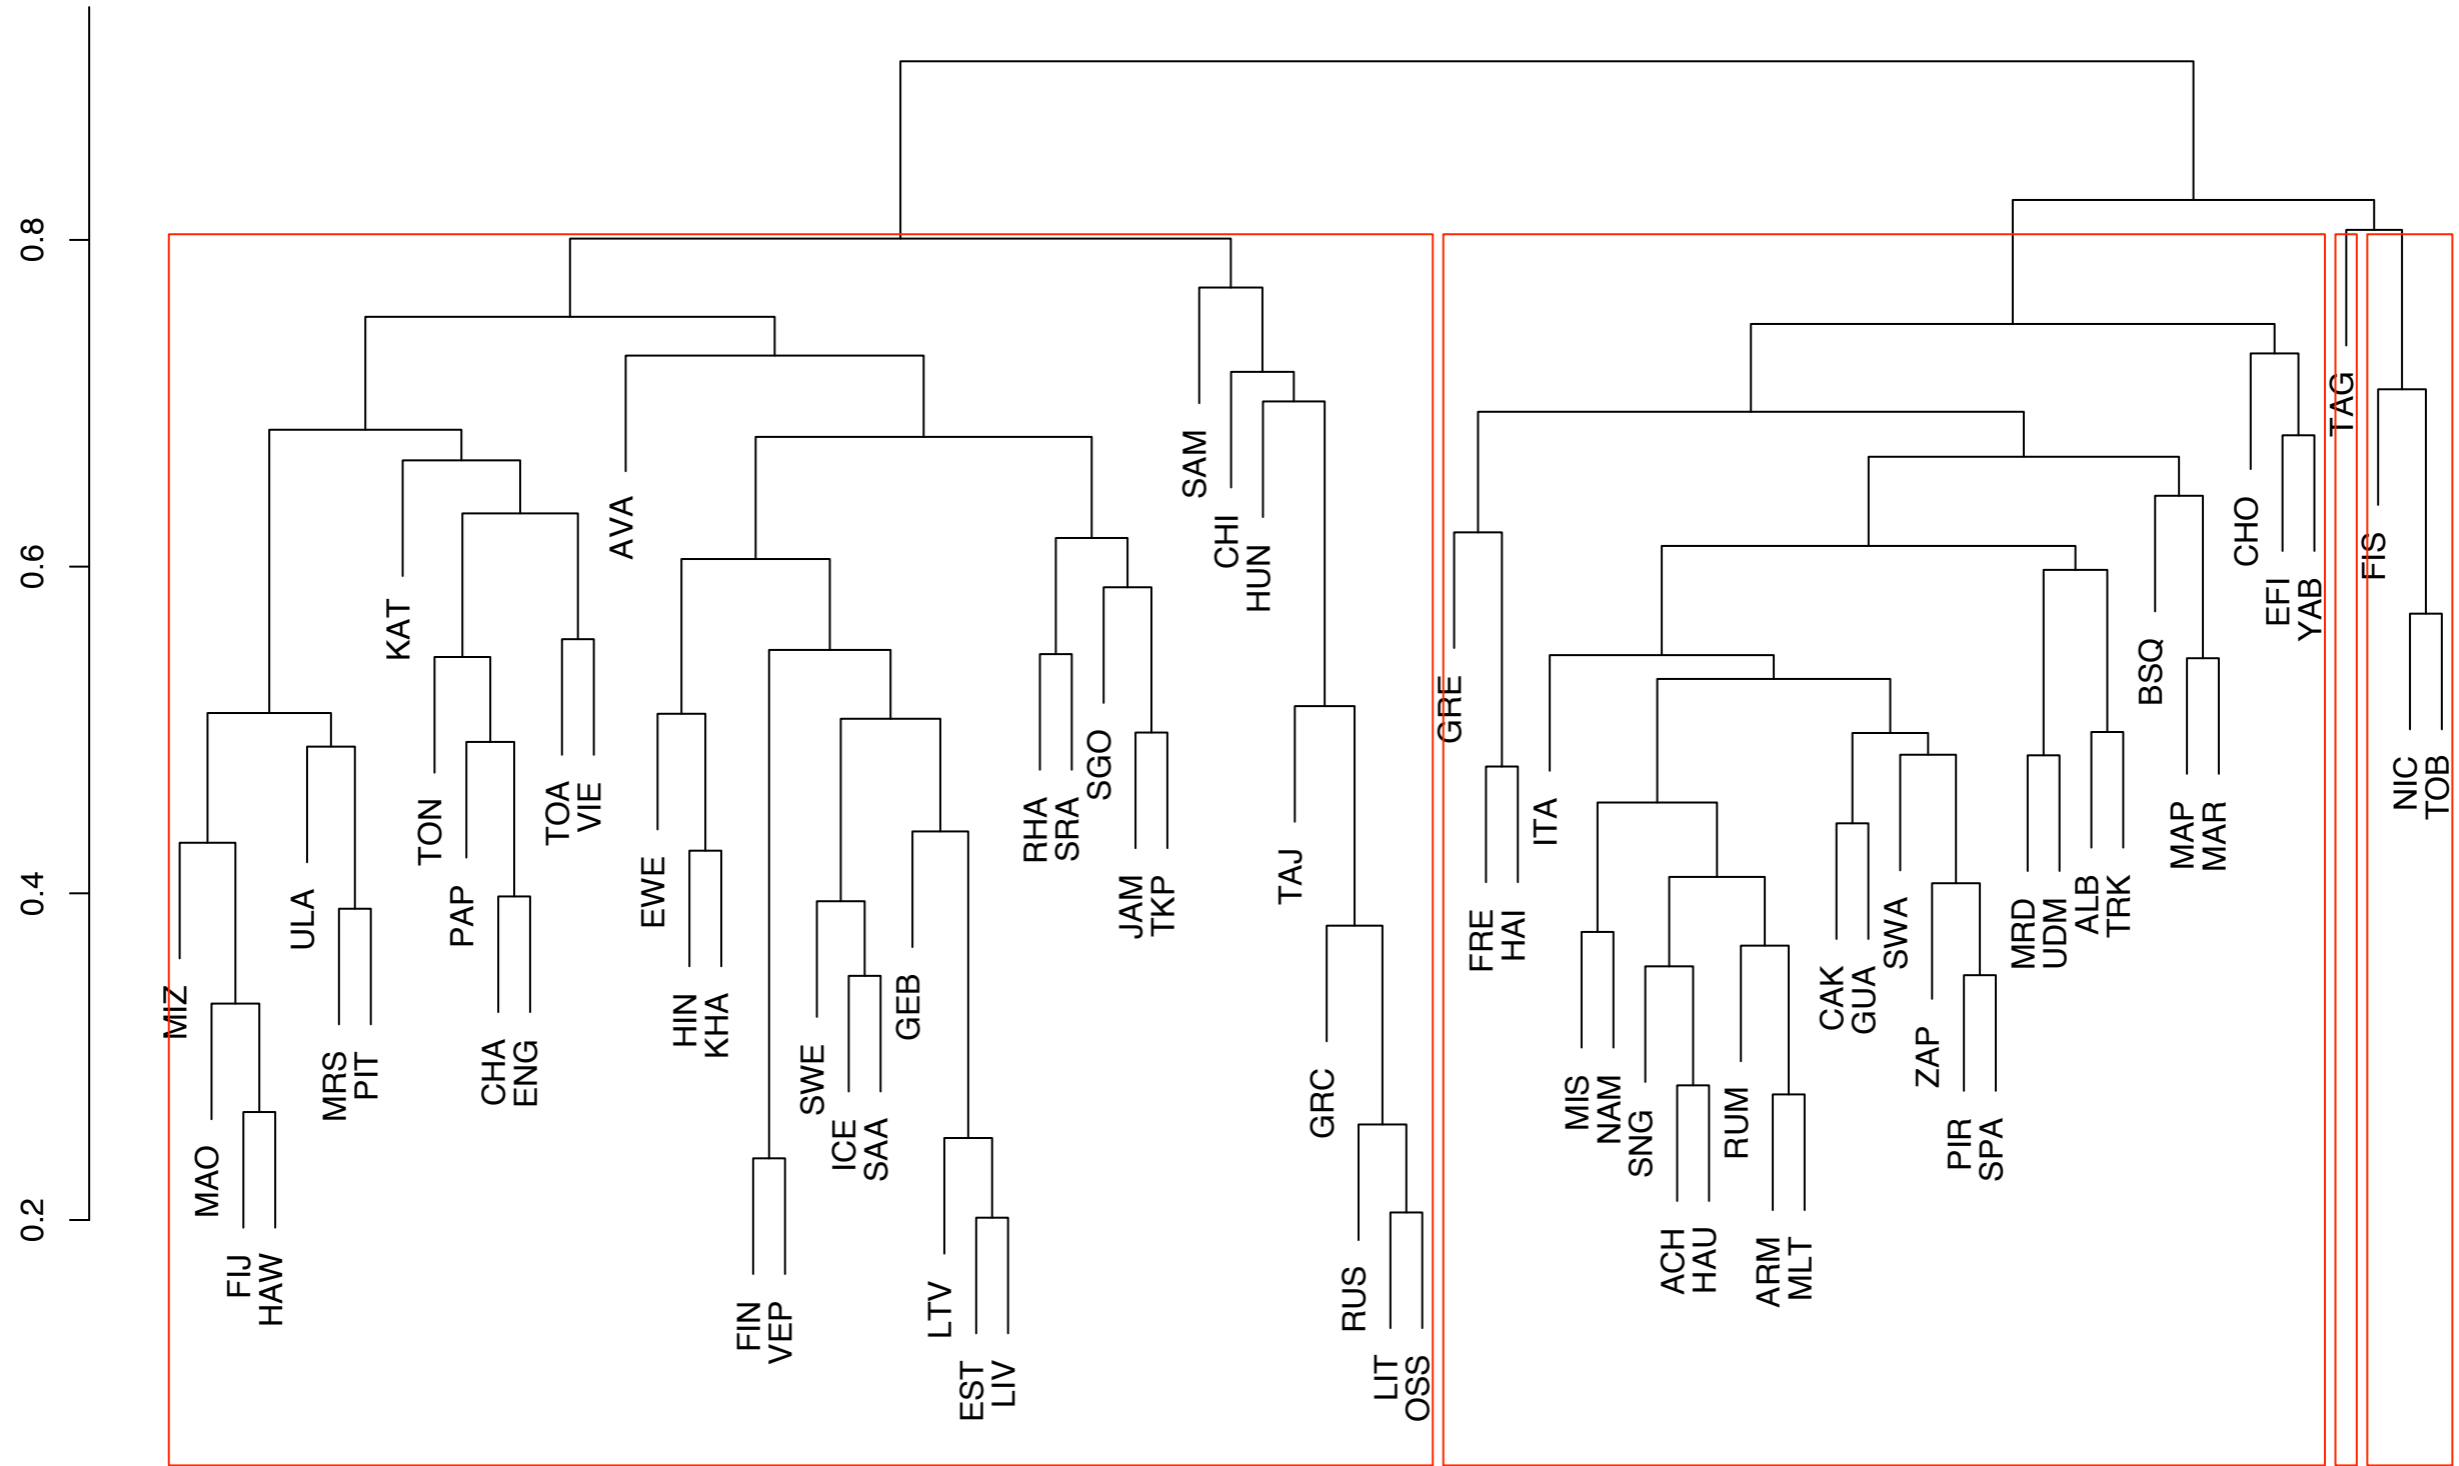 0.8
0.6
0.4
0.2
MIZ
MAO
FIJ
HAW
ULA
MRS
PIT
KAT
TON
PAP
CHA
ENG
TOA
VIE
AVA
EWE
HIN
KHA
FIN
VEP
SWE
ICE
SAA
GEB
LTV
EST
LIV
RHA
SRA
SGO
JAM
TKP
SAM
CHI
HUN
TAJ
GRC
RUS
LIT
OSS
GRE
FRE
HAI
ITA
MIS
NAM
SNG
ACH
HAU
RUM
ARM
MLT
CAK
GUA
SWA
ZAP
PIR
SPA
MRD
UDM
ALB
TRK
BSQ
MAP
MAR
CHO
EFI
YAB
TAG
FIS
NIC
TOB